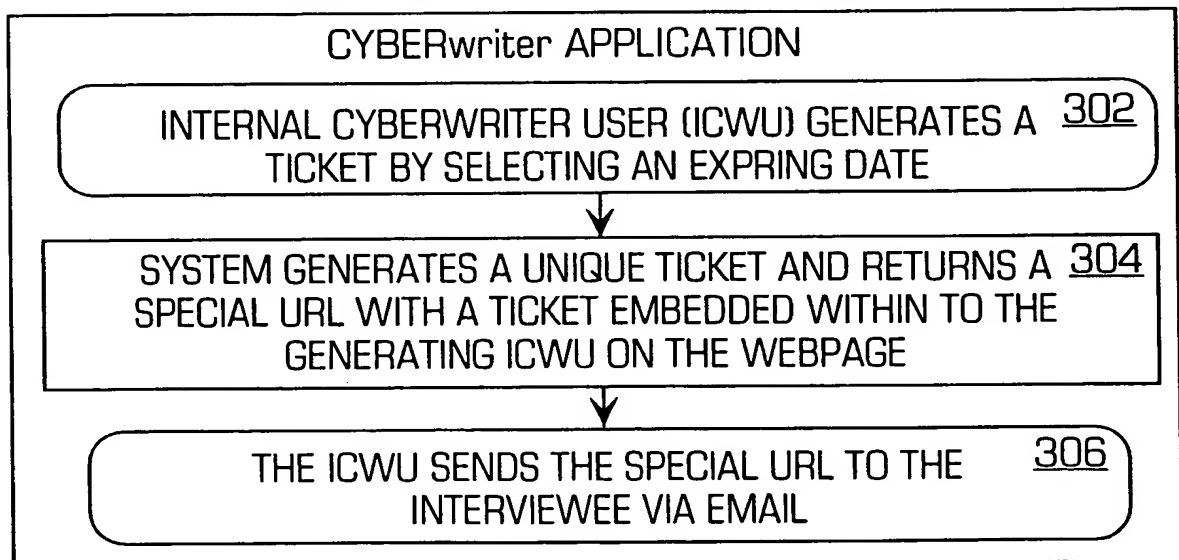 CYBERwriter APPLICATION
INTERNAL CYBERWRITER USER (ICWU) GENERATES A 302
TICKET BY SELECTING AN EXPRING DATE
SYSTEM GENERATES A UNIQUE TICKET AND RETURNS A 304
SPECIAL URL WITH A TICKET EMBEDDED WITHIN TO THE
GENERATING ICWU ON THE WEBPAGE
THE ICWU SENDS THE SPECIAL URL TO THE 306
INTERVIEWEE VIA EMAIL